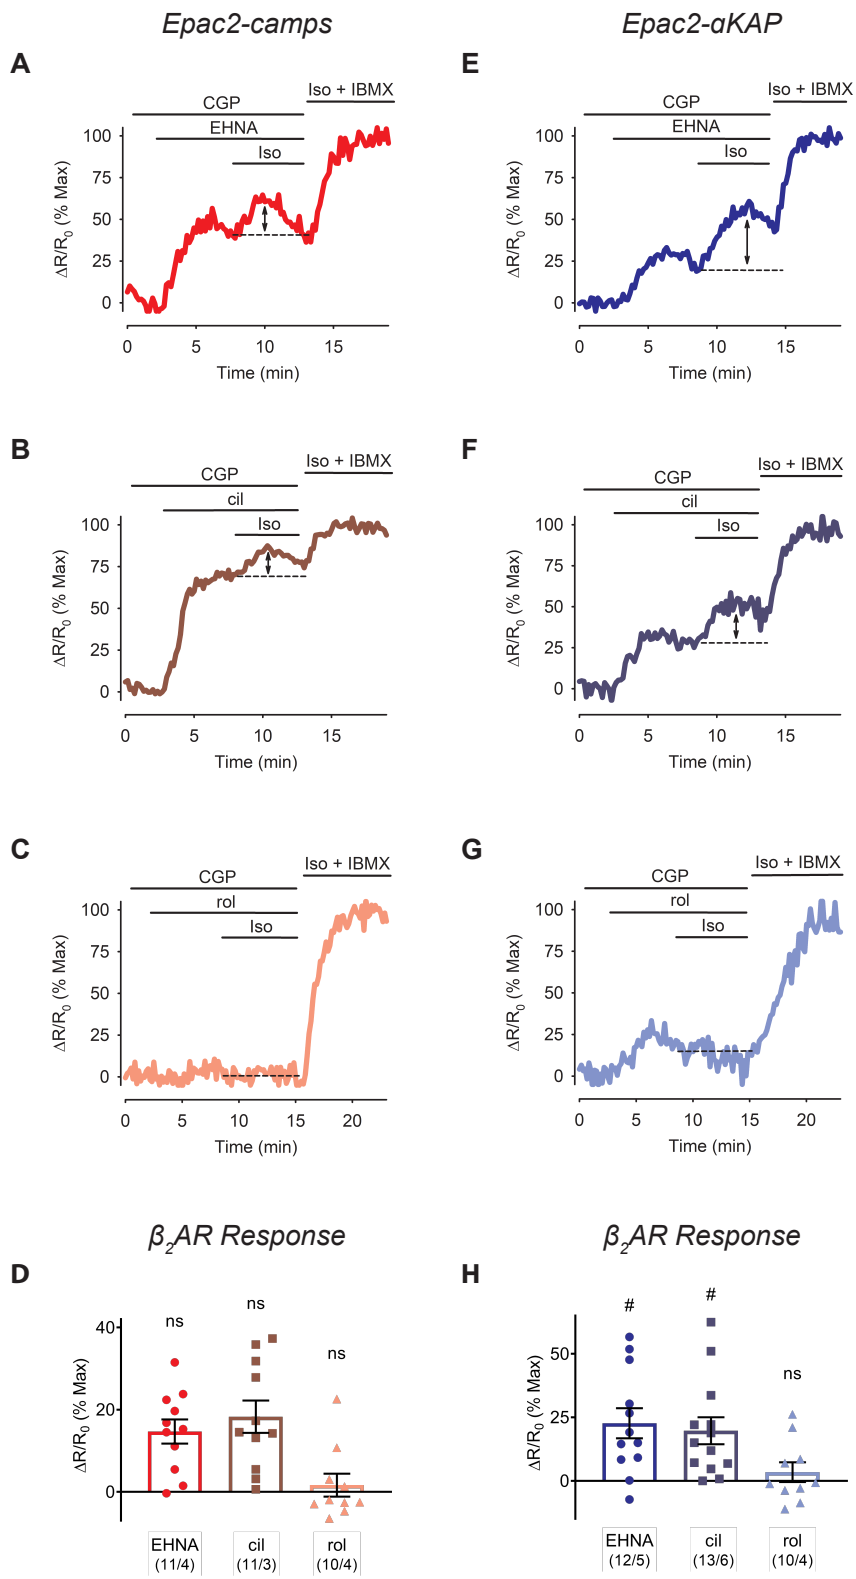 Epac2-camps
Epac2-αKAP
A
Iso + IBMX
CGP
EHNA
Iso
100
75
50
25
0
ΔR/R0 (% Max)
0 5 10 15
Time (min)
E
Iso + IBMX
CGP
EHNA
Iso
100
75
50
25
0
ΔR/R0 (% Max)
0 5 10 15
Time (min)
B
Iso + IBMX
CGP
cil
Iso
100
75
50
25
0
ΔR/R0 (% Max)
0 5 10 15
Time (min)
F
Iso + IBMX
CGP
cil
Iso
100
75
50
25
0
ΔR/R0 (% Max)
0 5 10 15
Time (min)
C
Iso + IBMX
CGP
rol
Iso
100
75
50
25
0
ΔR/R0 (% Max)
0 5 10 15 20
Time (min)
G
Iso + IBMX
CGP
rol
Iso
100
75
50
25
0
ΔR/R0 (% Max)
0 5 10 15 20
Time (min)
β2AR Response
D
ns ns ns
40
20
0
ΔR/R0 (% Max)
EHNA cil rol
(11/4) (11/3) (10/4)
β2AR Response
H
# # ns
50
25
0
ΔR/R0 (% Max)
EHNA cil rol
(12/5) (13/6) (10/4)